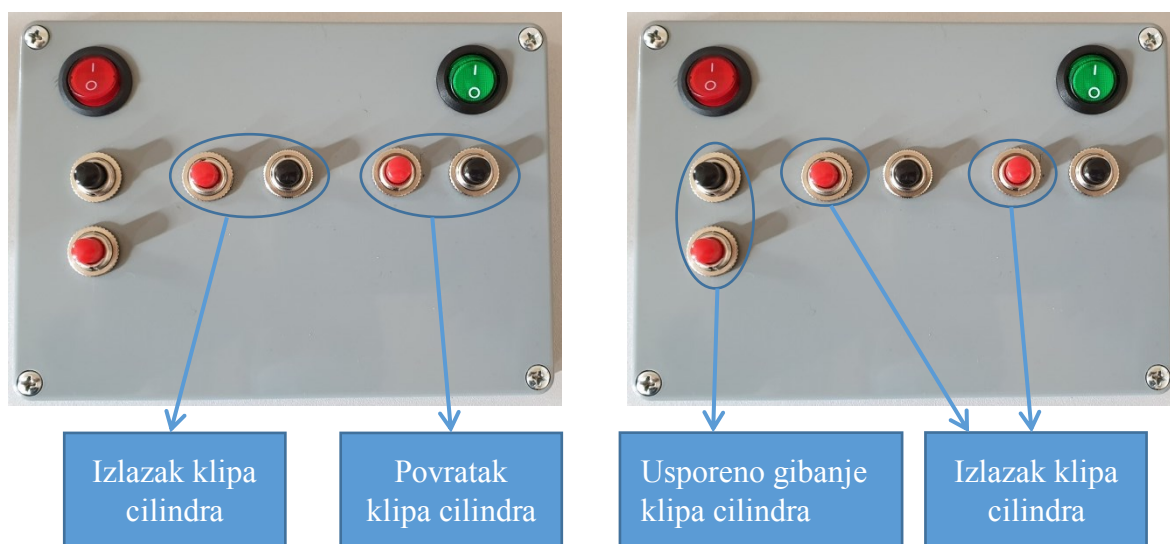 I
O
I
O
I
O
I
O
Izlazak klipa
cilindra
Povratak
klipa cilindra
Usporeno gibanje
klipa cilindra
Izlazak klipa
cilindra